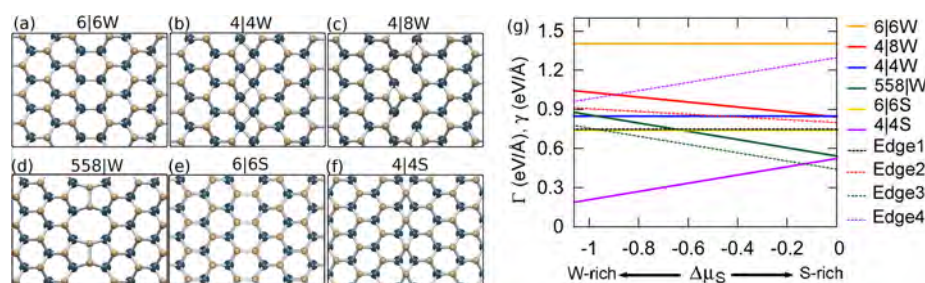 (a) 6|6W
(b) 4|4W
(c) 4|8W
(d) 558|W
(e) 6|6S
(f) 4|4S
(g)
Γ (eV/Å), γ (eV/Å)
1.5
1.2
0.9
0.6
0.3
0
-1 -0.8 -0.6 -0.4 -0.2 0
W-rich ΔμS S-rich
6|6W
4|8W
4|4W
558|W
6|6S
4|4S
Edge1
Edge2
Edge3
Edge4